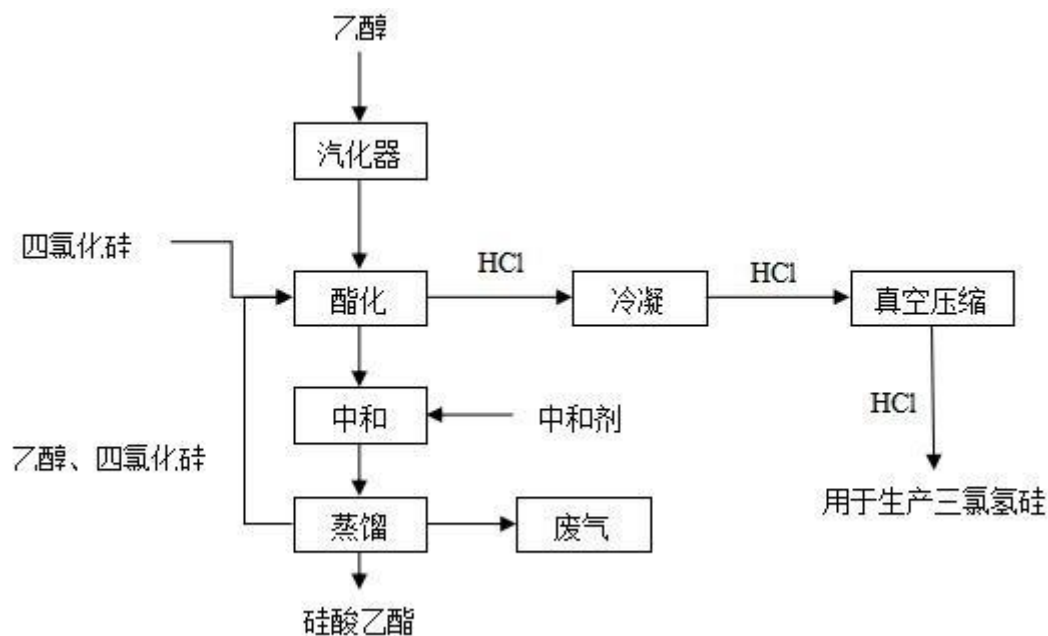 乙醇
汽化器
四氯化硅
酯化
HCl
冷凝
HCl
真空压缩
中和
中和剂
HCl
乙醇、四氯化硅
用于生产三氯氢硅
蒸馏
废气
硅酸乙酯